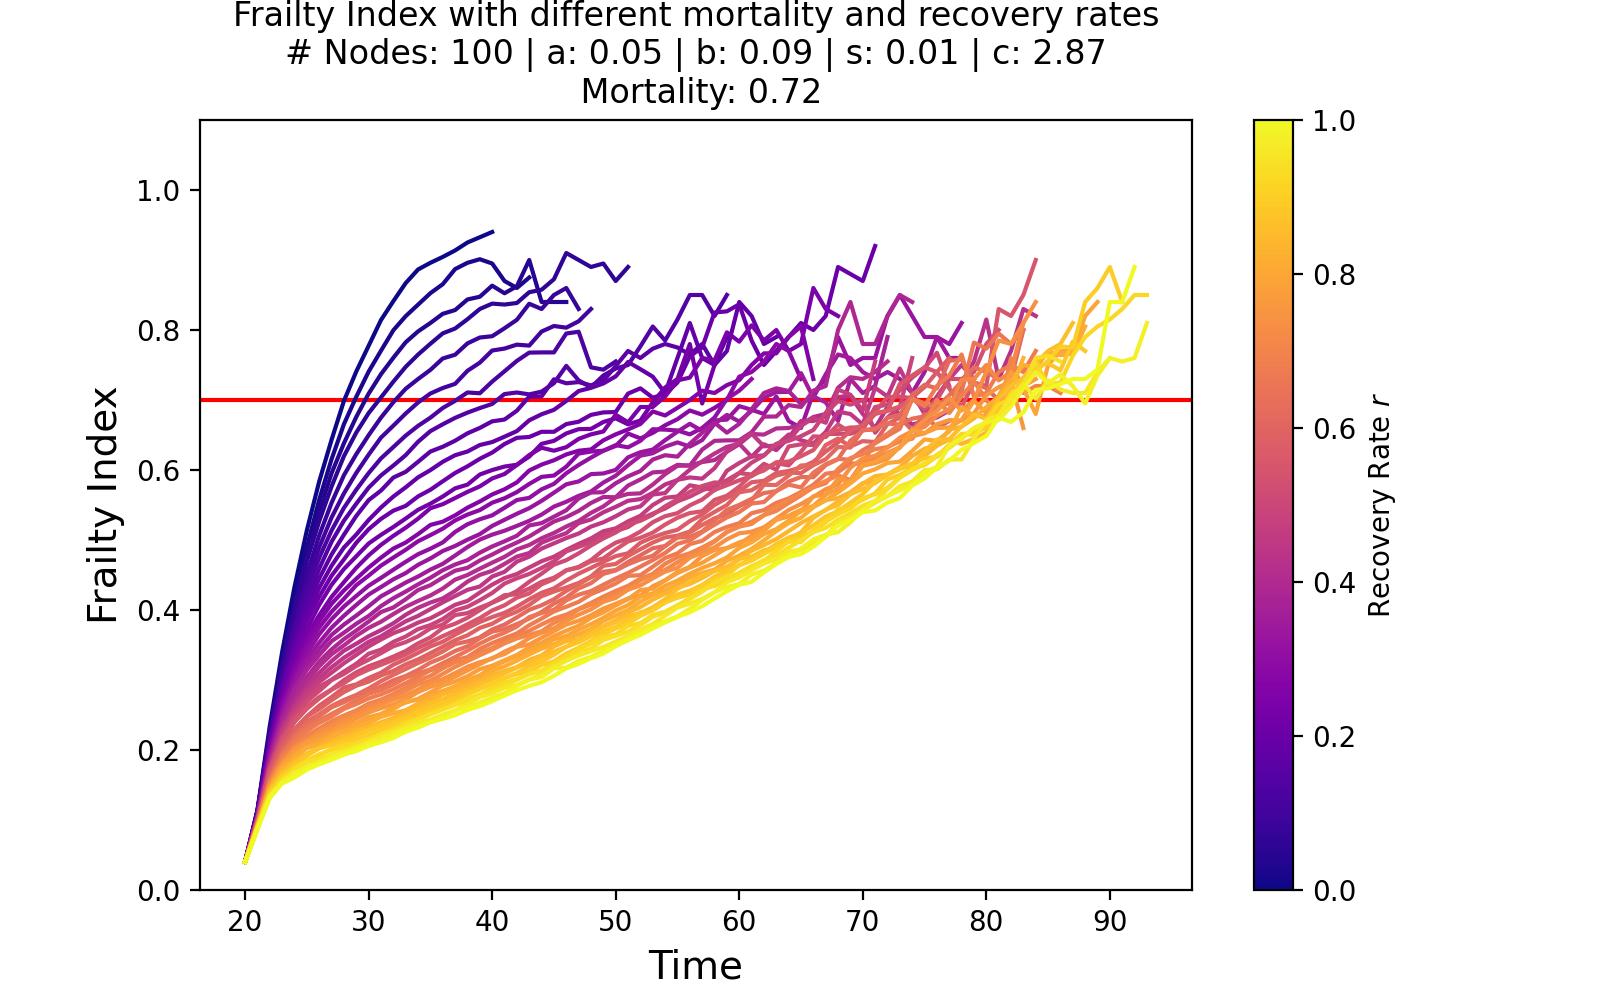 Frailty Index with different mortality and recovery rates
# Nodes: 100 | a: 0.05 | b: 0.09 | s: 0.01 | c: 2.87
Mortality: 0.72
1.0
0.8
0.6
0.4
0.2
0.0
Frailty Index
20 30 40 50 60 70 80 90
Time
1.0
0.8
0.6
0.4
0.2
0.0
Recovery Rate r